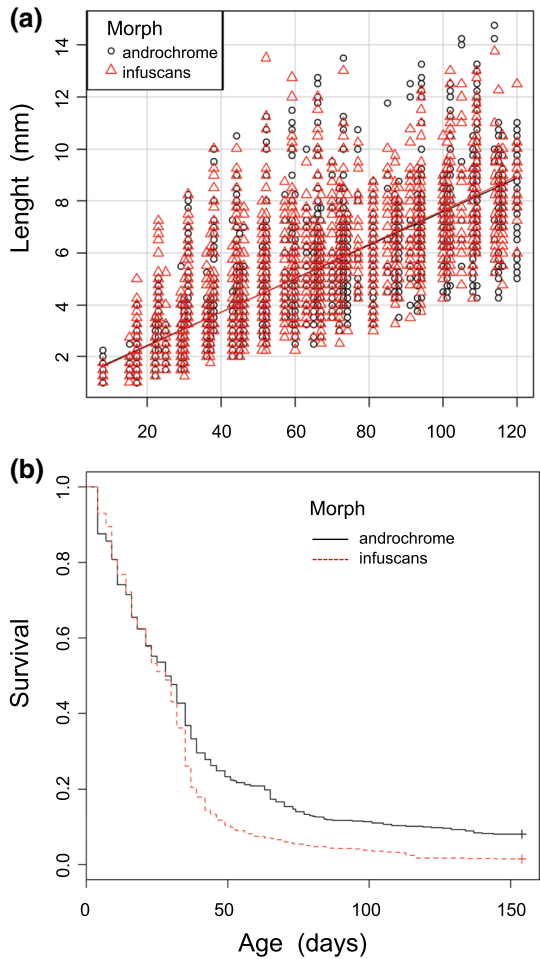 (a)
Morph
androchrome
infuscans
14
12
10
8
6
4
2
Lenght (mm)
20 40 60 80 100 120
(b)
Morph
androchrome
infuscans
1.0
0.8
0.6
0.4
0.2
0.0
Survival
0 50 100 150
Age (days)